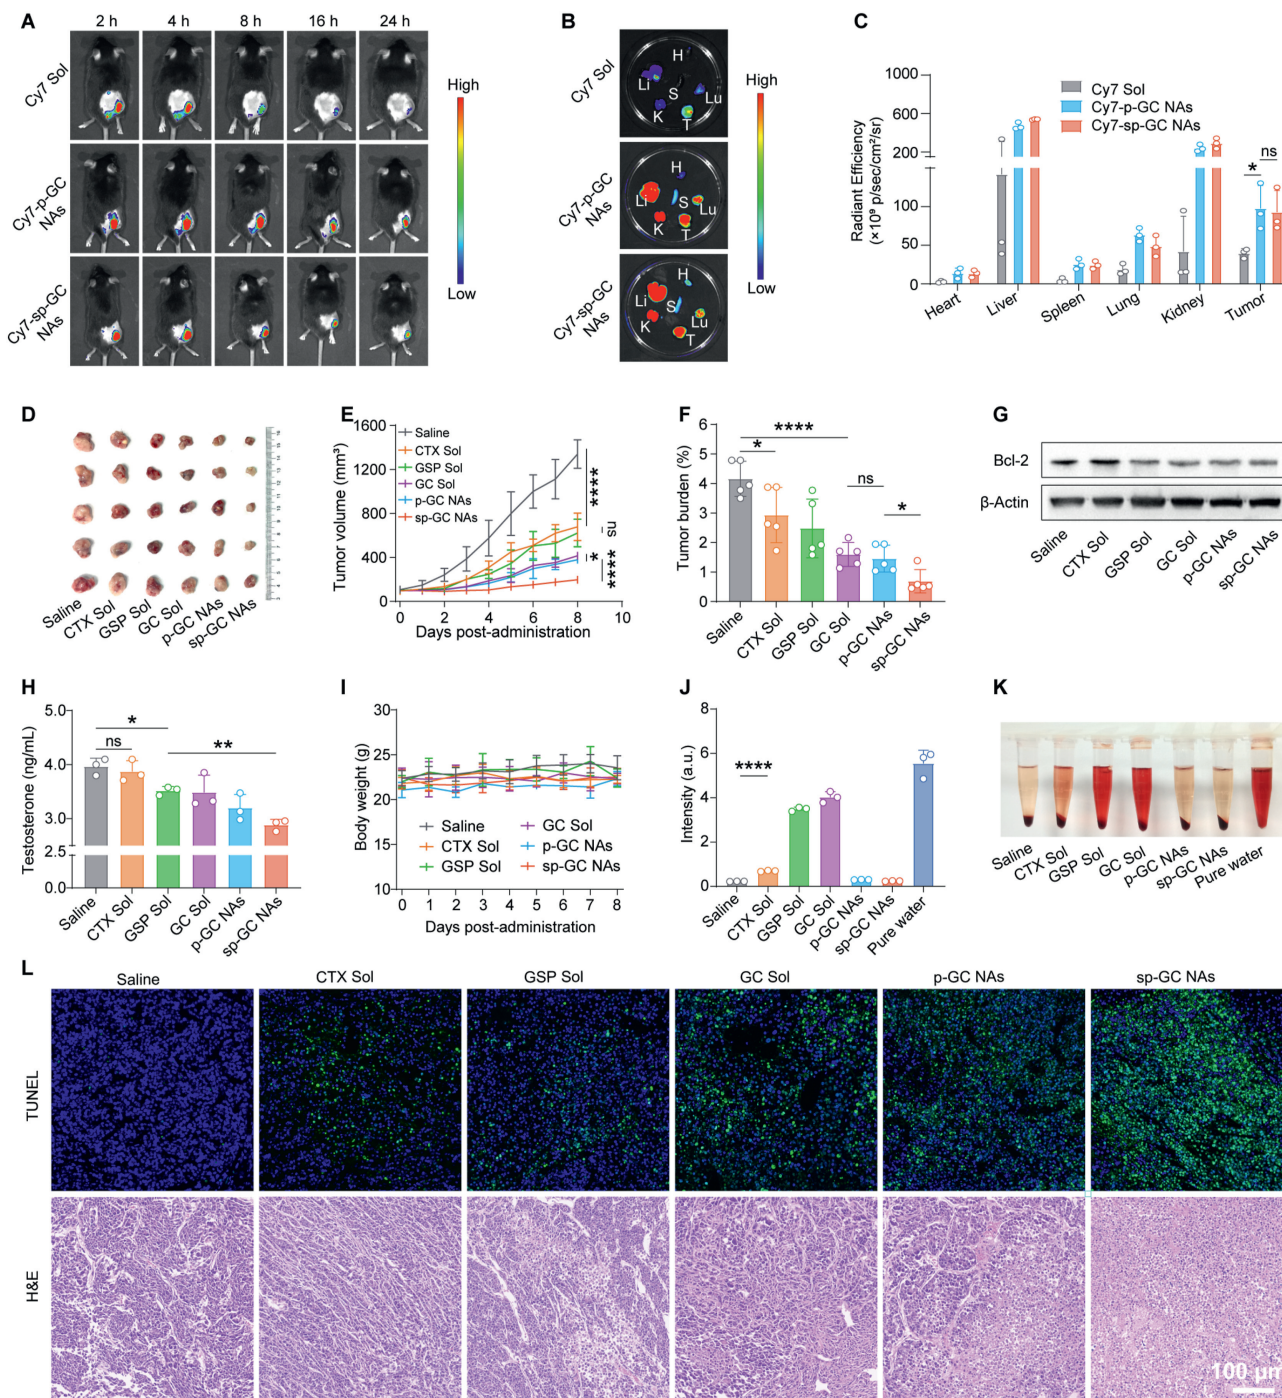 A
2 h 4 h 8 h 16 h 24 h
Cy7 Sol
Cy7-p-GC
NAs
Cy7-sp-GC
NAs
High
Low
B
Cy7 Sol
H
Li
S
Lu
K
T
Cy7-p-GC
NAs
H
Li
S
Lu
K
T
Cy7-sp-GC
NAs
H
Li
S
Lu
K
T
High
Low
C
Radiant Efficiency
(×10⁹ p/sec/cm²/sr)
1000
600
200
100
50
0
Cy7 Sol
Cy7-p-GC NAs
Cy7-sp-GC NAs
*
ns
Heart Liver Spleen Lung Kidney Tumor
D
Saline CTX Sol GSP Sol GC Sol p-GC NAs sp-GC NAs
E
Tumor volume (mm³)
1600
1200
800
400
0
Saline
CTX Sol
GSP Sol
GC Sol
p-GC NAs
sp-GC NAs
****
ns
*
****
0 2 4 6 8 10
Days post-administration
F
Tumor burden (%)
6
5
4
3
2
1
0
****
*
ns
*
Saline CTX Sol GSP Sol GC Sol p-GC NAs sp-GC NAs
G
Bcl-2
β-Actin
Saline CTX Sol GSP Sol GC Sol p-GC NAs sp-GC NAs
H
Testosterone (ng/mL)
5.0
4.0
3.0
2.5
0.0
*
ns
**
Saline CTX Sol GSP Sol GC Sol p-GC NAs sp-GC NAs
I
Body weight (g)
30
25
20
15
10
Saline
CTX Sol
GSP Sol
GC Sol
p-GC NAs
sp-GC NAs
0 1 2 3 4 5 6 7 8
Days post-administration
J
Intensity (a.u.)
8
6
4
2
0
****
Saline CTX Sol GSP Sol GC Sol p-GC NAs sp-GC NAs Pure water
K
Saline CTX Sol GSP Sol GC Sol p-GC NAs sp-GC NAs Pure water
L
Saline CTX Sol GSP Sol GC Sol p-GC NAs sp-GC NAs
TUNEL
H&E
100 μm